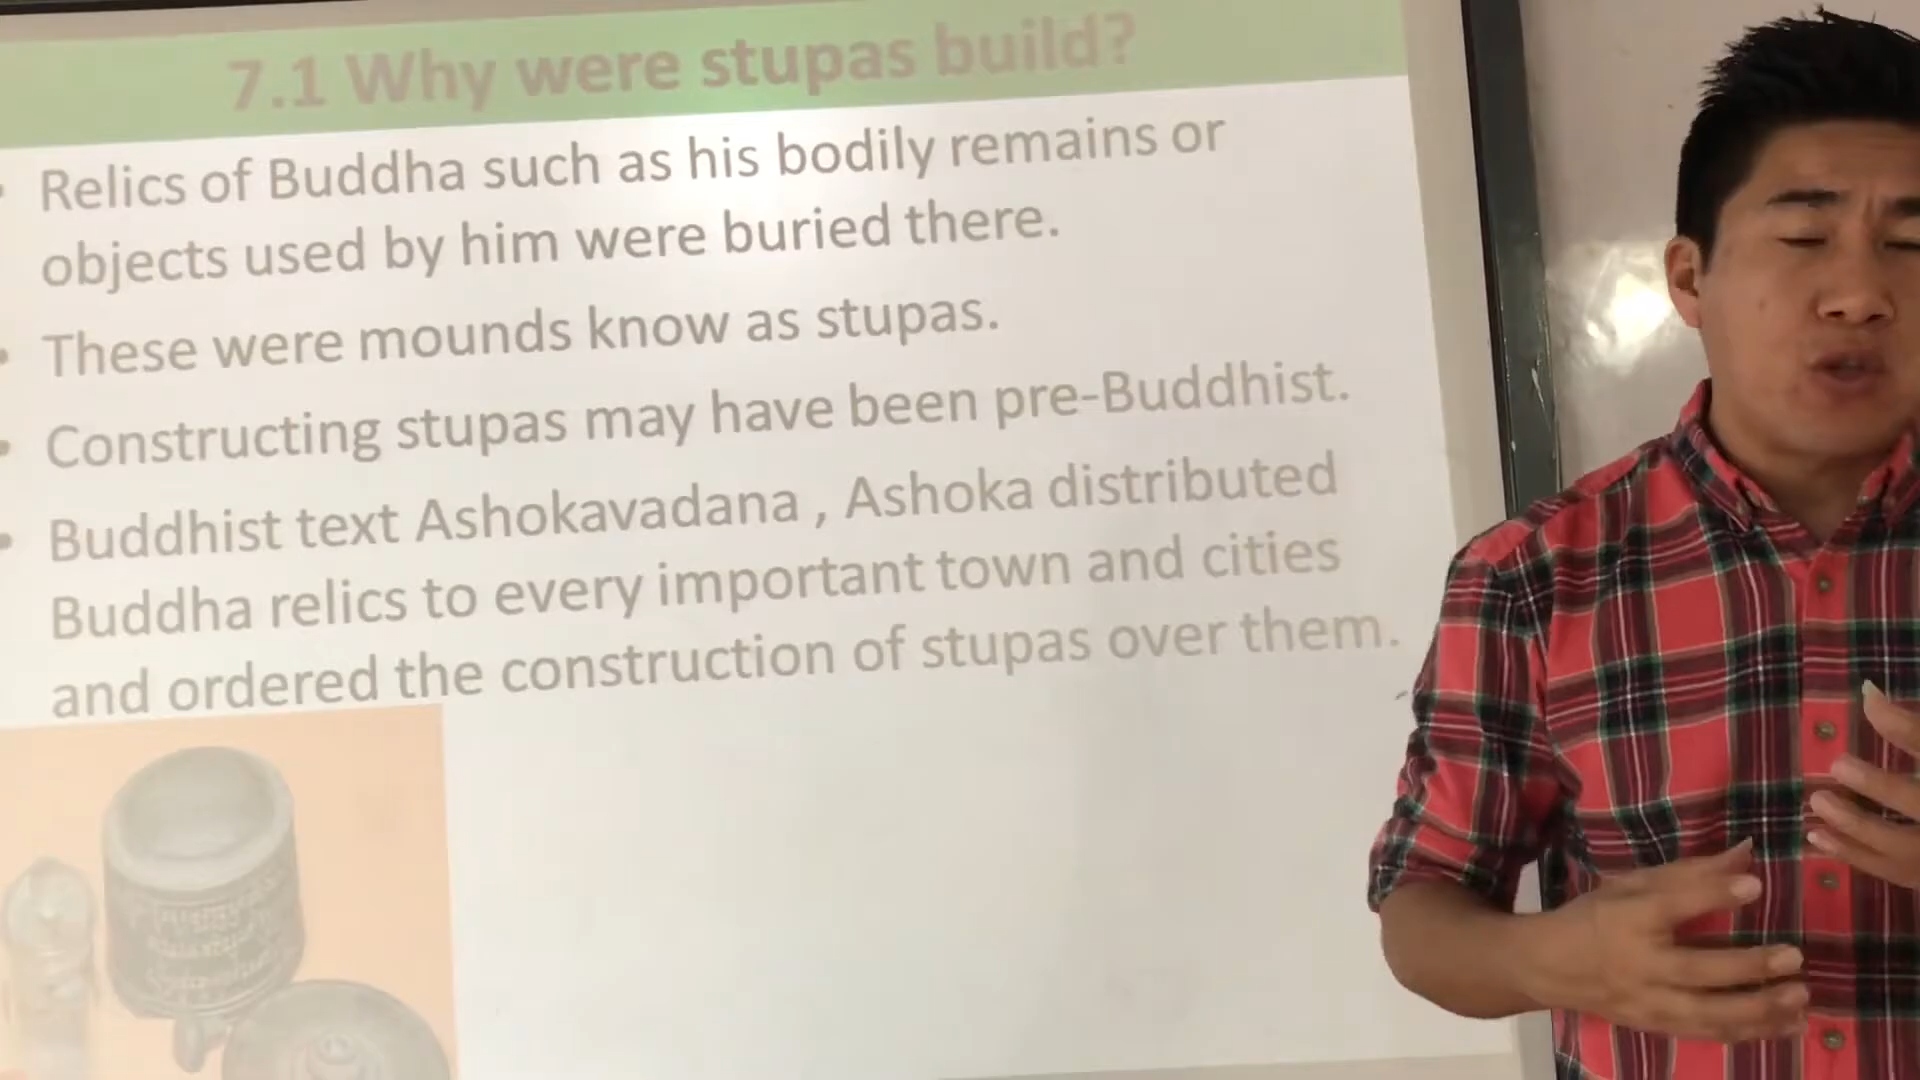 7.1 Why were stupas build?
Relics of Buddha such as his bodily remains or
objects used by him were buried there.
These were mounds know as stupas.
Constructing stupas may have been pre-Buddhist.
Buddhist text Ashokavadana , Ashoka distributed
Buddha relics to every important town and cities
and ordered the construction of stupas over them.